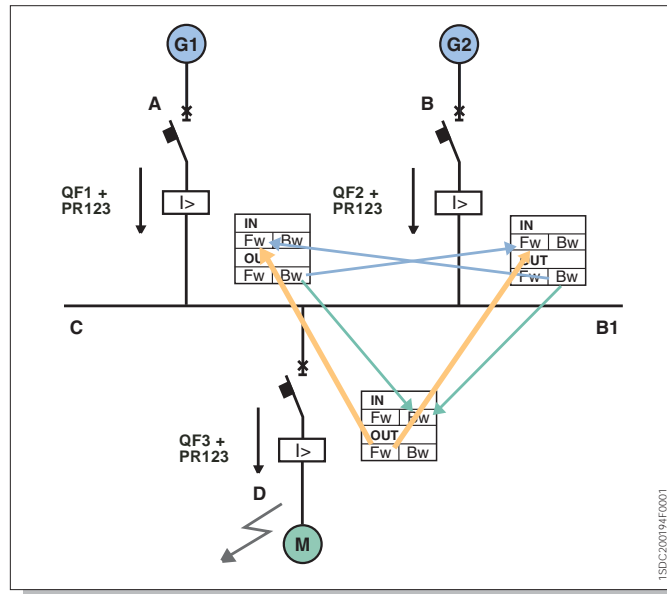 G1
G2
A
B
QF1 +
PR123
I>
QF2 +
PR123
I>
IN
Fw Bw
OUT
Fw Bw
IN
Fw Bw
OUT
Fw Bw
C
B1
IN
Fw Bw
OUT
Fw Bw
QF3 +
PR123
I>
D
M
1SDC200194F0001